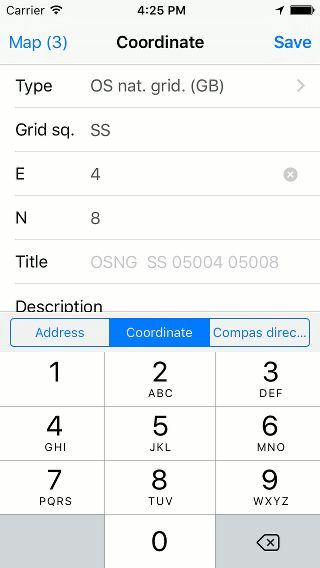 Carrier 4:25 PM
Map (3) Coordinate Save
Type OS nat. grid. (GB)
Grid sq. SS
E 4
N 8
Title OSNG SS 05004 05008
Description
Address Coordinate Compas direc...
1 2 3
ABC DEF
4 5 6
GHI JKL MNO
7 8 9
PQRS TUV WXYZ
0